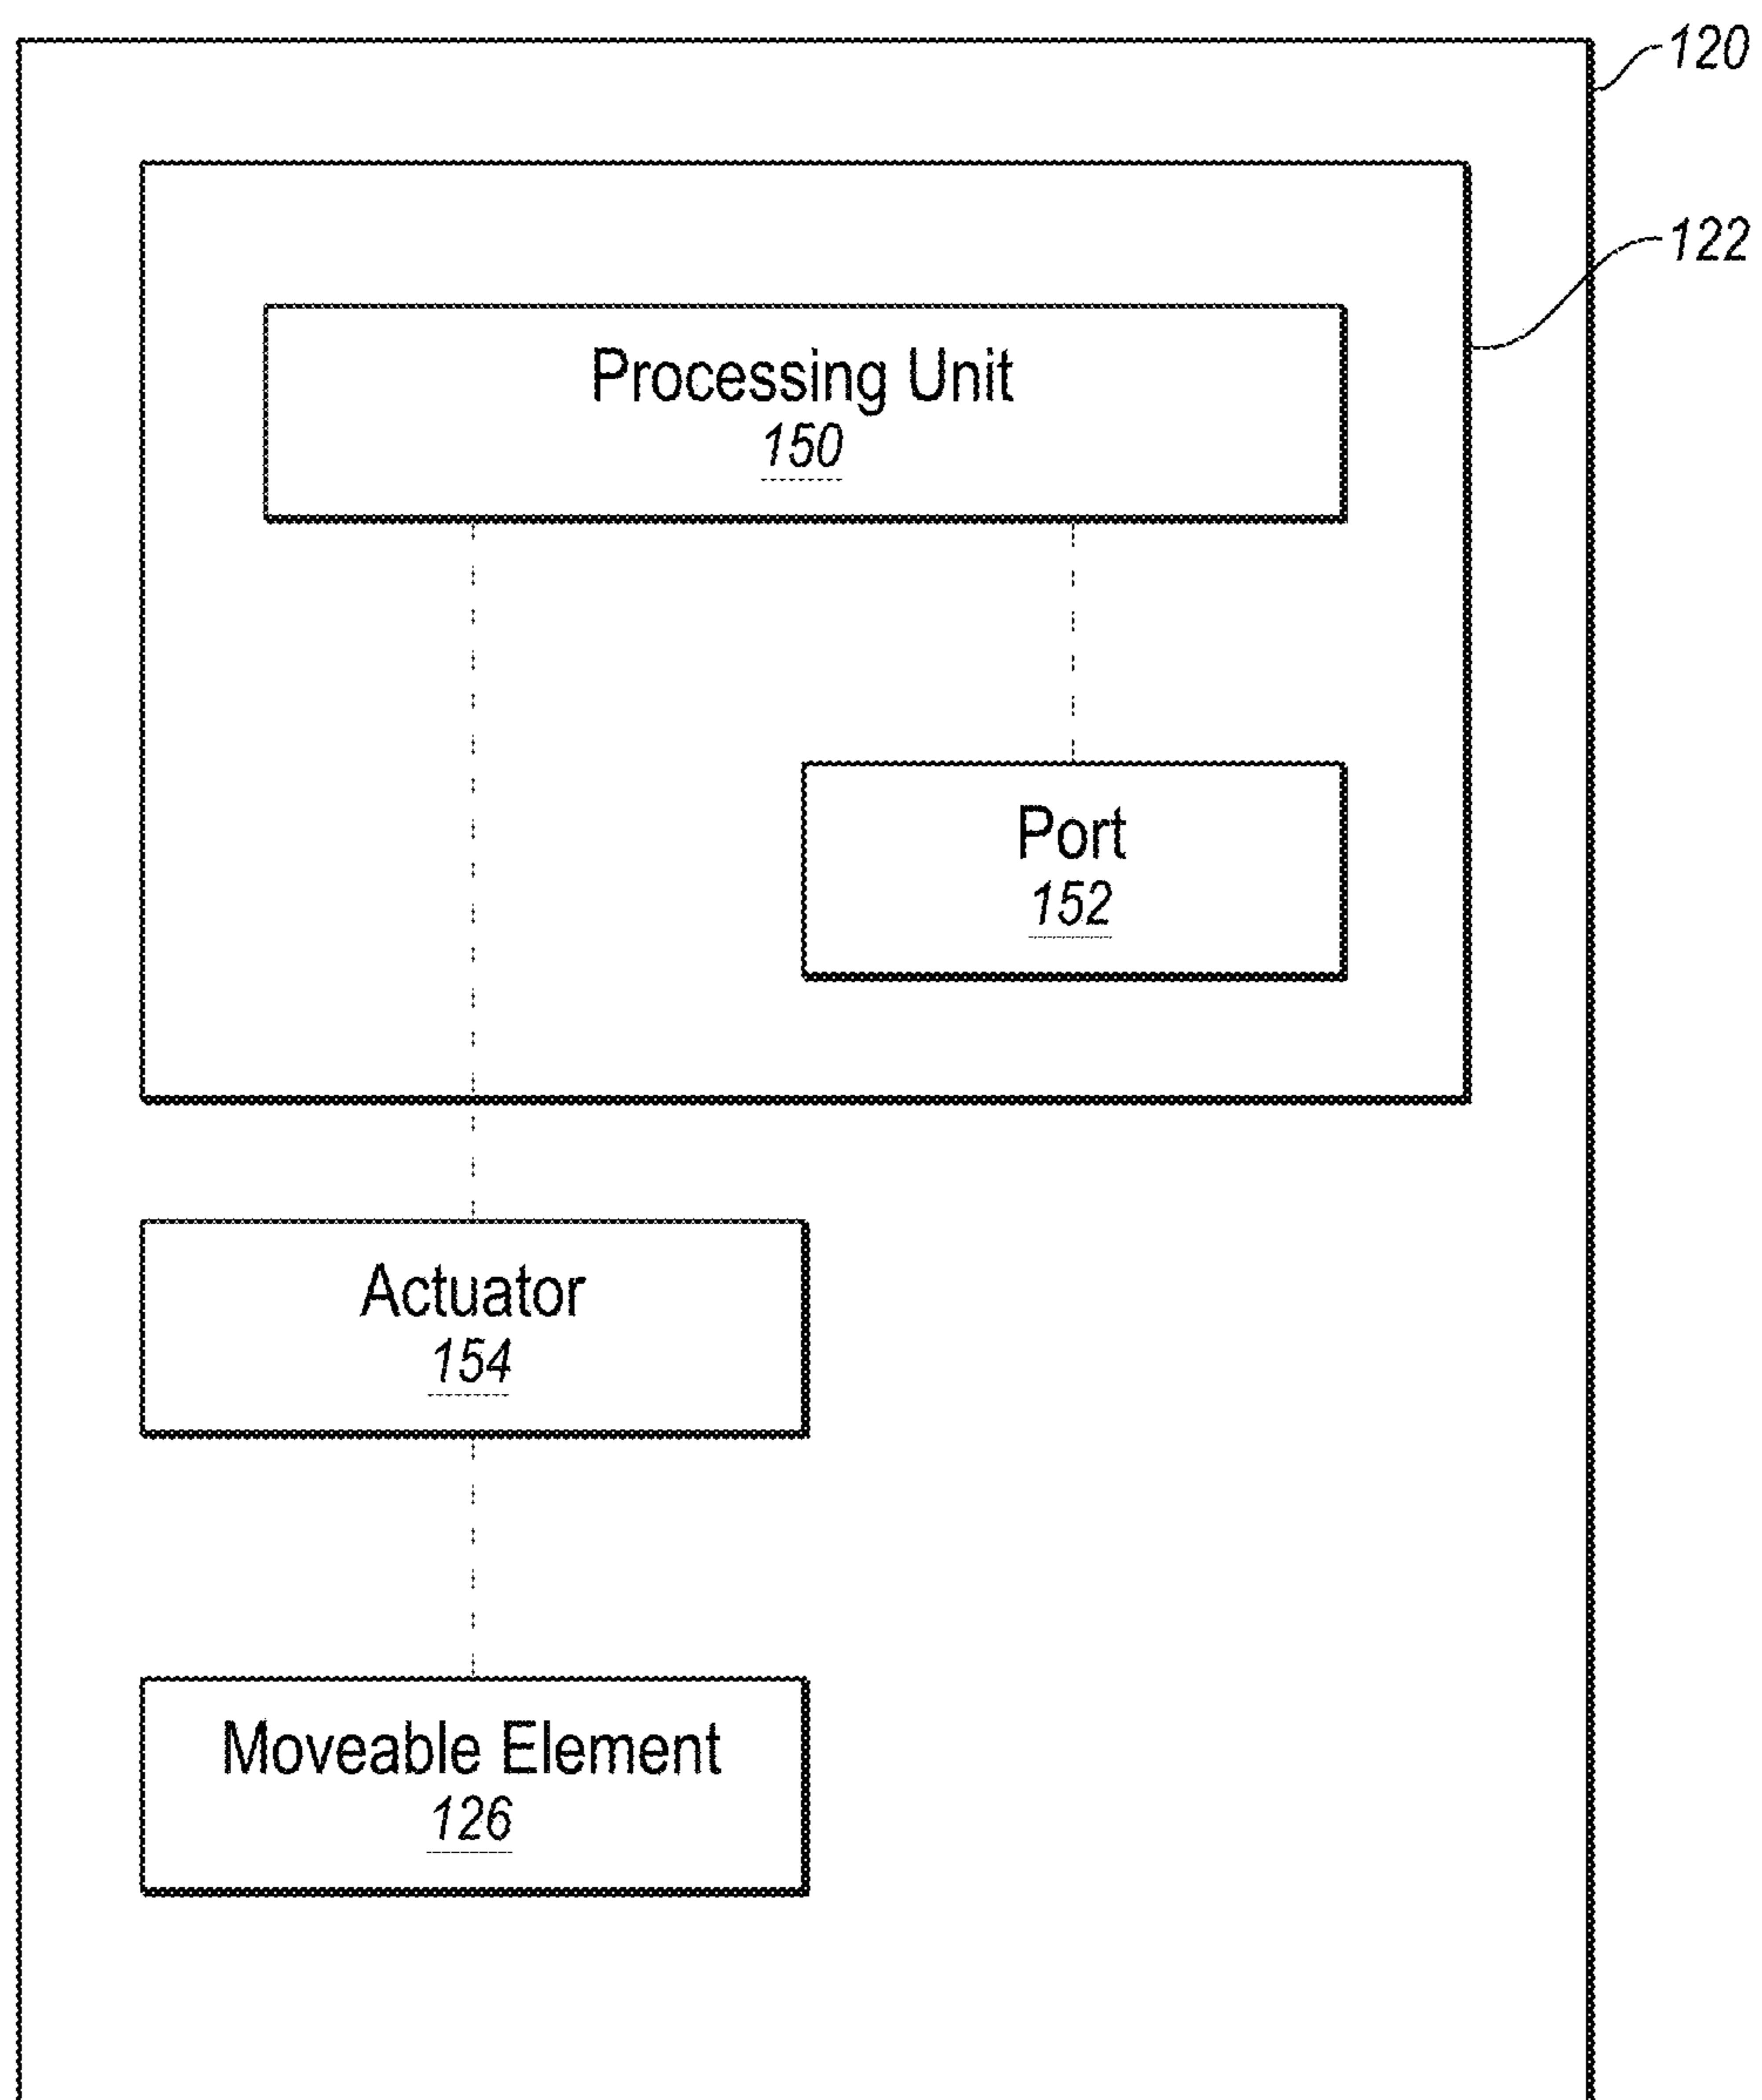 120
122
Processing Unit
150
Port
152
Actuator
154
Moveable Element
126